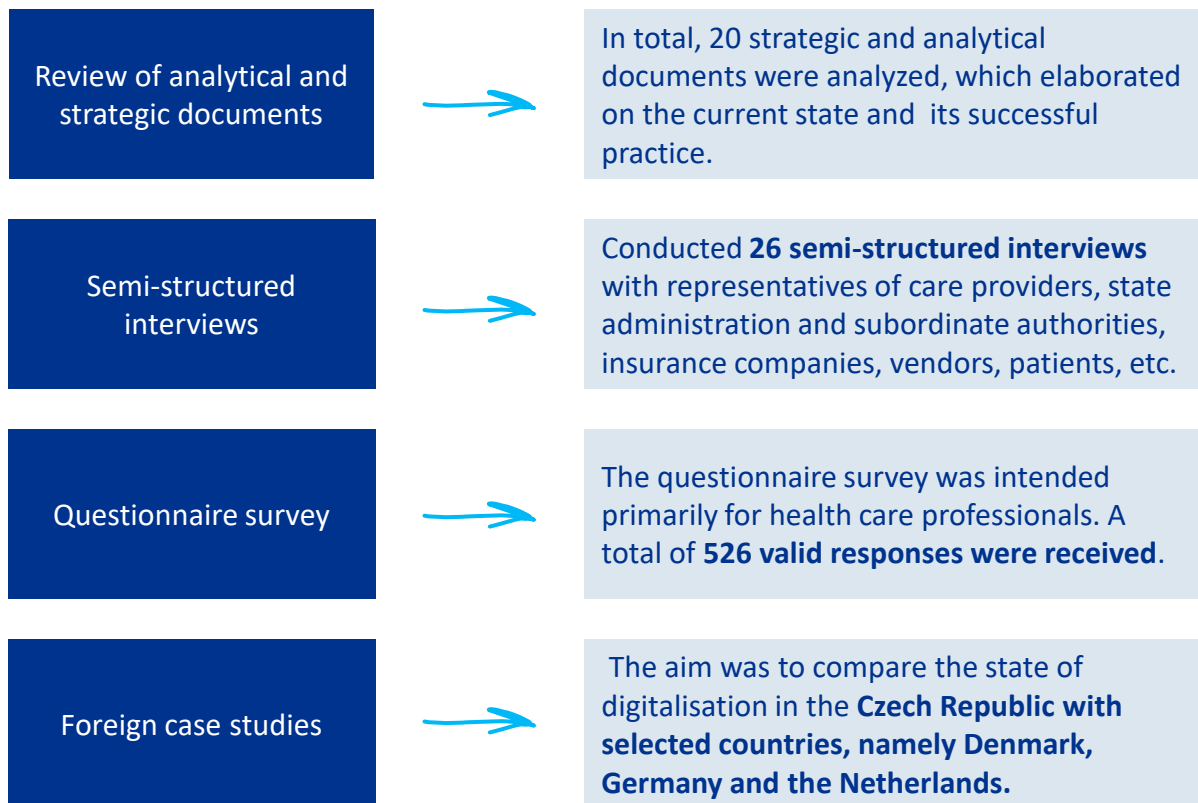 Review of analytical and
strategic documents
In total, 20 strategic and analytical
documents were analyzed, which elaborated
on the current state and  its successful
practice.
Semi-structured
interviews
Conducted 26 semi-structured interviews
with representatives of care providers, state
administration and subordinate authorities,
insurance companies, vendors, patients, etc.
Questionnaire survey
The questionnaire survey was intended
primarily for health care professionals. A
total of 526 valid responses were received.
Foreign case studies
The aim was to compare the state of
digitalisation in the Czech Republic with
selected countries, namely Denmark,
Germany and the Netherlands.